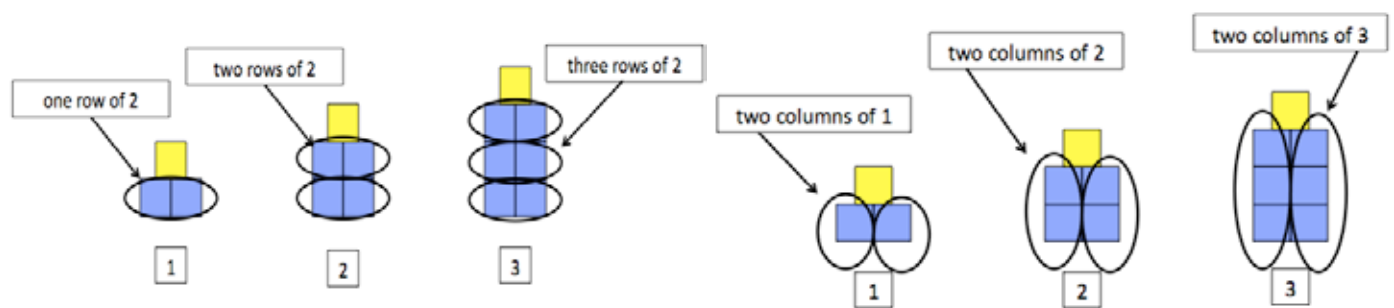 one row of 2
two rows of 2
three rows of 2
1
2
3
two columns of 1
two columns of 2
two columns of 3
1
2
3